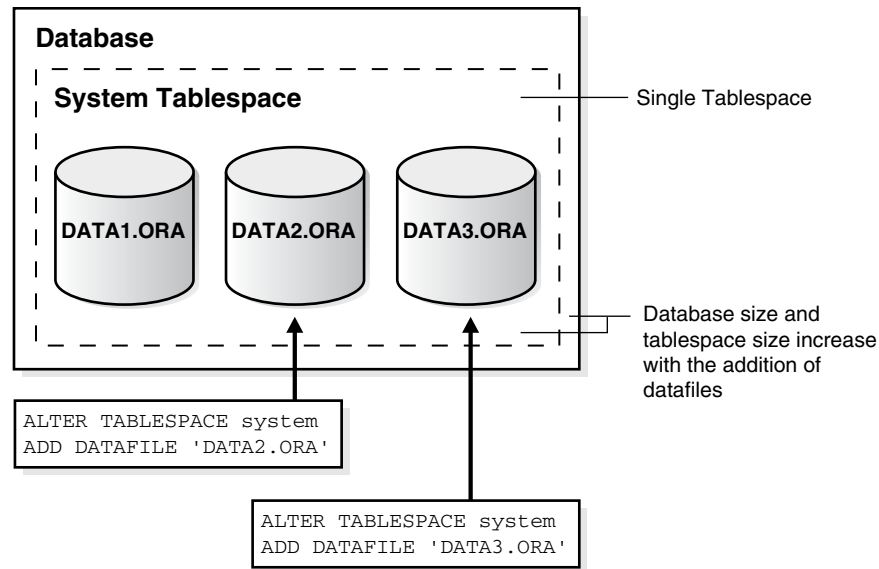 Database
System Tablespace
Single Tablespace
DATA1.ORA
DATA2.ORA
DATA3.ORA
Database size and
tablespace size increase
with the addition of
datafiles
ALTER TABLESPACE system
ADD DATAFILE 'DATA2.ORA'
ALTER TABLESPACE system
ADD DATAFILE 'DATA3.ORA'